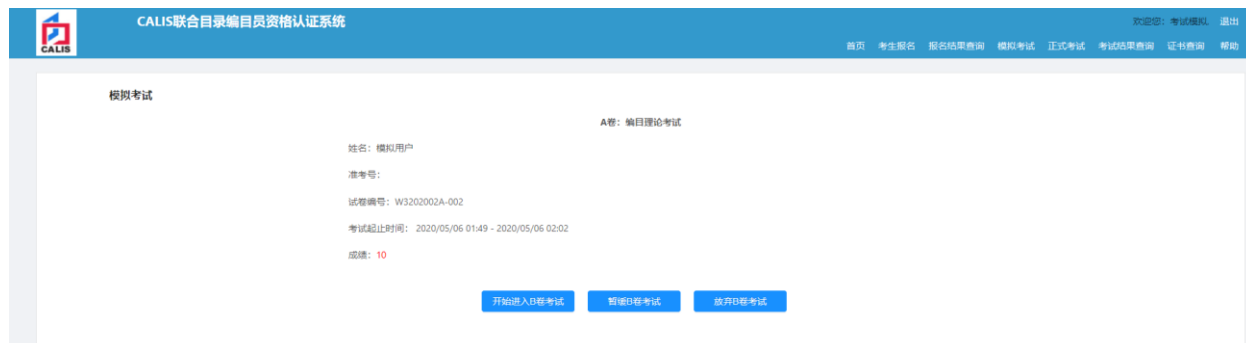 CALIS联合目录编目员资格认证系统
欢迎您：考试模拟, 退出
CALIS
首页 考生报名 报名结果查询 模拟考试 正式考试 考试结果查询 证书查询 帮助
模拟考试
A卷：编目理论考试
姓名：模拟用户
准考号：
试卷编号：W3202002A-002
考试起止时间： 2020/05/06 01:49 - 2020/05/06 02:02
成绩：10
开始进入B卷考试 暂缓B卷考试 放弃B卷考试